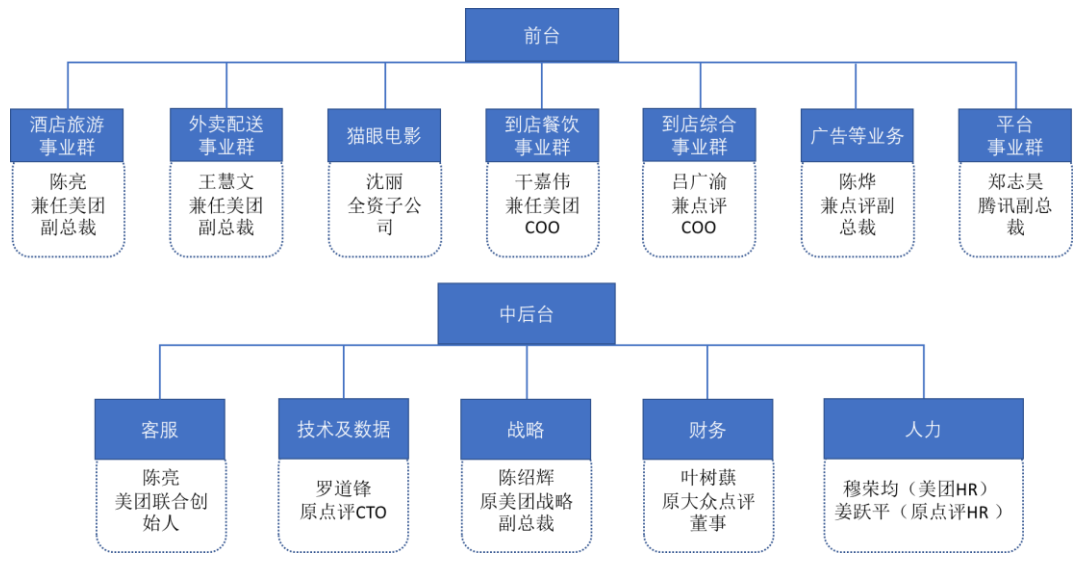 前台
酒店旅游
事业群
陈亮
兼任美团
副总裁
外卖配送
事业群
王慧文
兼任美团
副总裁
猫眼电影
沈丽
全资子公
司
到店餐饮
事业群
干嘉伟
兼任美团
COO
到店综合
事业群
吕广渝
兼点评
COO
广告等业务
陈烨
兼点评副
总裁
平台
事业群
郑志昊
腾讯副总
裁
中后台
客服
陈亮
美团联合创
始人
技术及数据
罗道锋
原点评CTO
战略
陈绍辉
原美团战略
副总裁
财务
叶树蕻
原大众点评
董事
人力
穆荣均（美团HR）
姜跃平（原点评HR ）